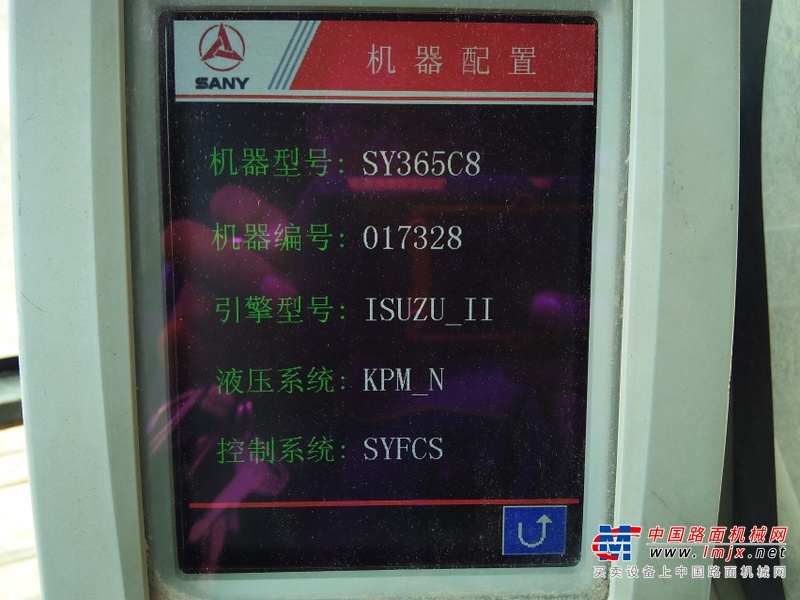 SANY
机器配置
机器型号: SY365C8
机器编号: 017328
引擎型号: ISUZU_II
液压系统: KPM_N
控制系统: SYFCS
中国路面机械网
www.lmjx.net
买卖设备上中国路面机械网